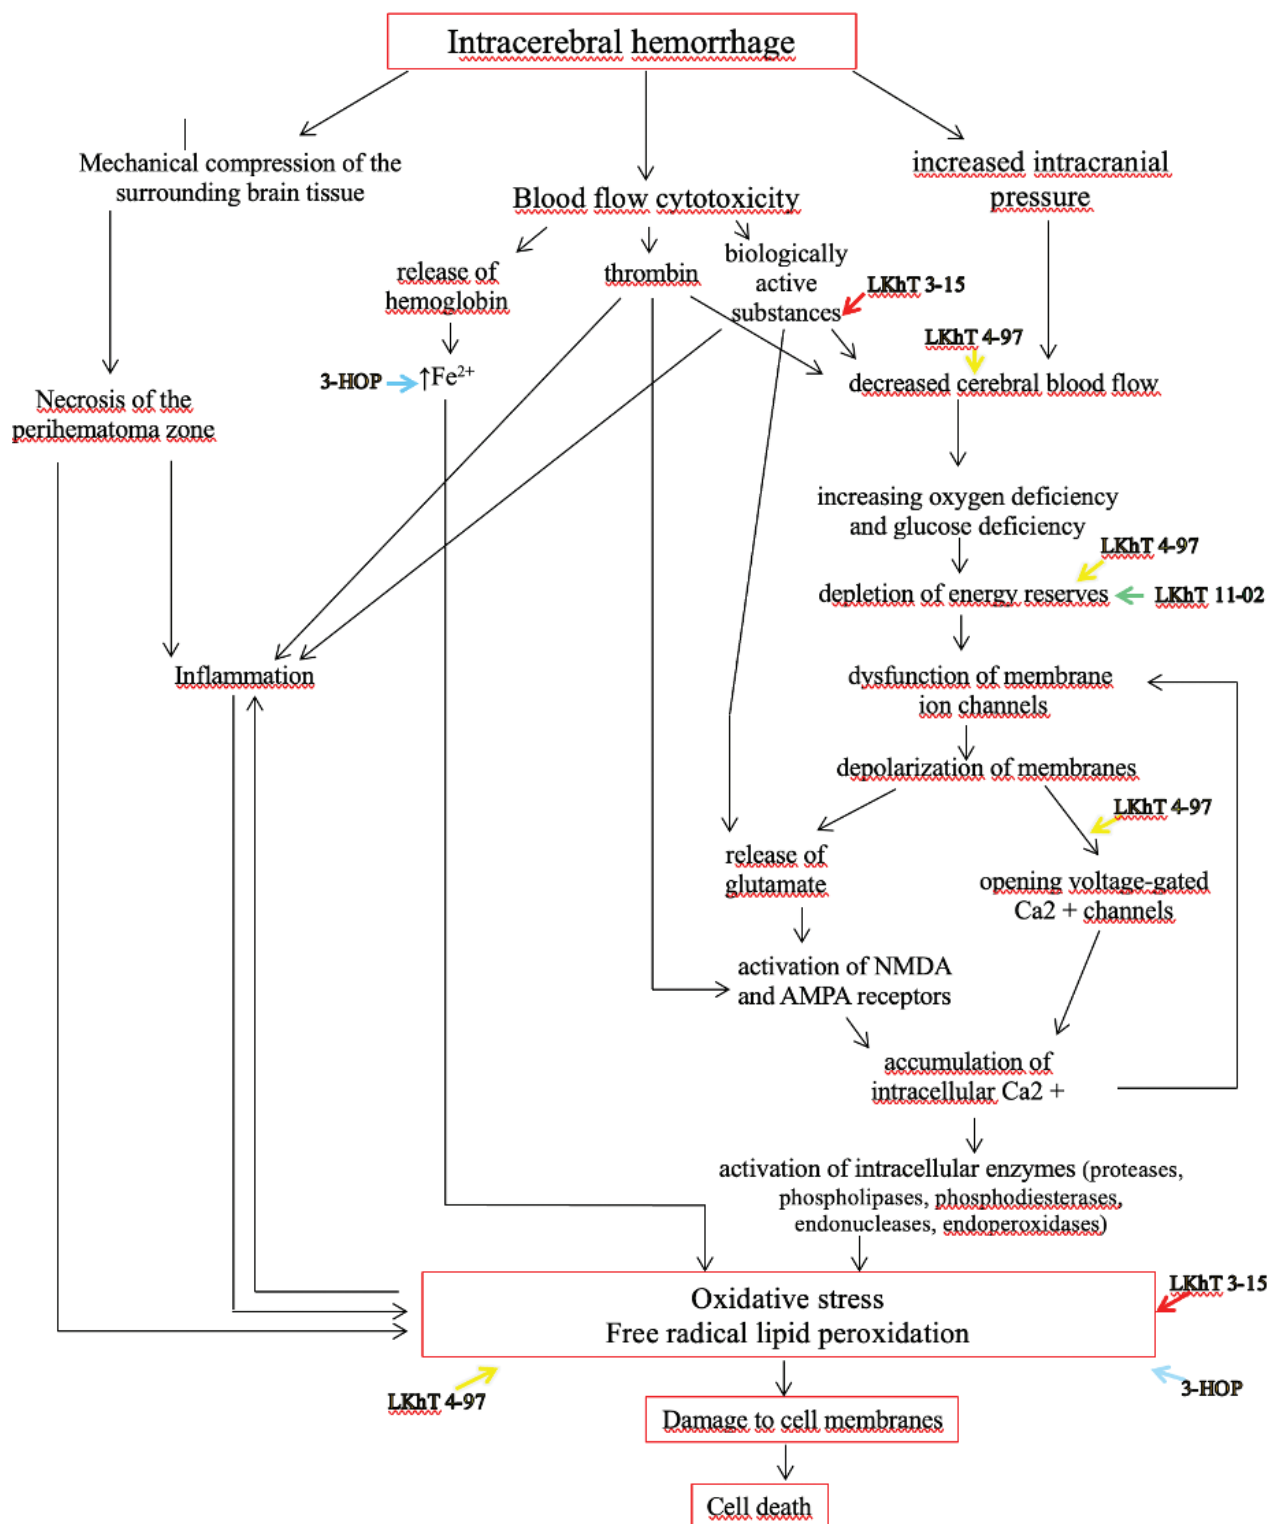 Intracerebral hemorrhage
Mechanical compression of the
surrounding brain tissue
Blood flow cytotoxicity
increased intracranial
pressure
release of
hemoglobin
thrombin
biologically
active
substances
LKhT 3-15
LKhT 4-97
3-HOP
↑Fe²⁺
decreased cerebral blood flow
Necrosis of the
perihematoma zone
increasing oxygen deficiency
and glucose deficiency
LKhT 4-97
depletion of energy reserves
LKhT 11-02
Inflammation
dysfunction of membrane
ion channels
depolarization of membranes
LKhT 4-97
release of
glutamate
opening voltage-gated
Ca2 + channels
activation of NMDA
and AMPA receptors
accumulation of
intracellular Ca2 +
activation of intracellular enzymes (proteases,
phospholipases, phosphodiesterases,
endonucleases, endoperoxidases)
Oxidative stress
Free radical lipid peroxidation
LKhT 3-15
LKhT 4-97
3-HOP
Damage to cell membranes
Cell death